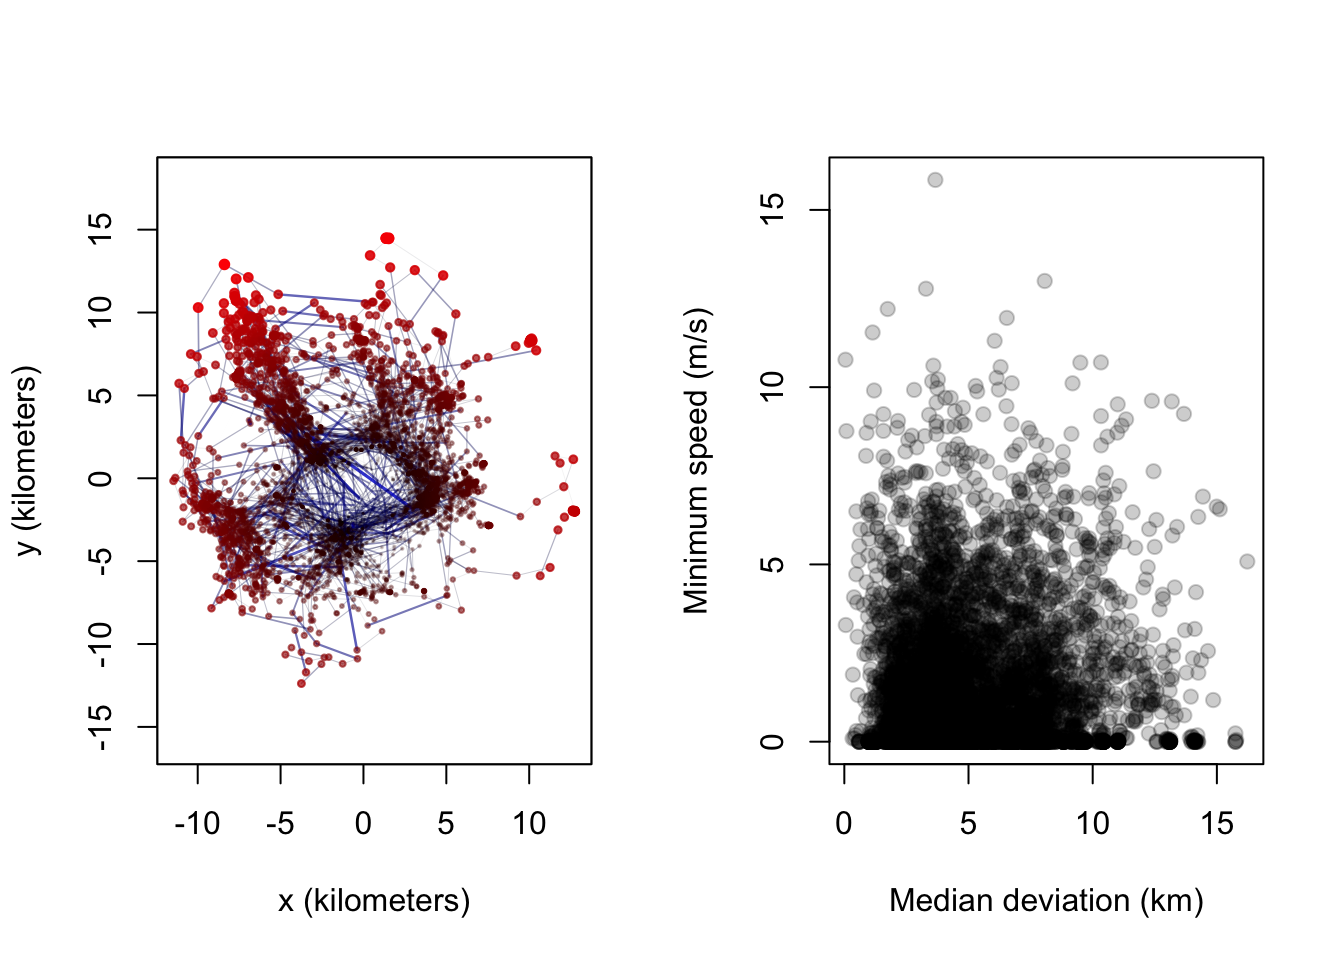 y (kilometers)
15
10
5
0
-5
-10
-15
-10 -5 0 5 10
x (kilometers)
Minimum speed (m/s)
15
10
5
0
0 5 10 15
Median deviation (km)